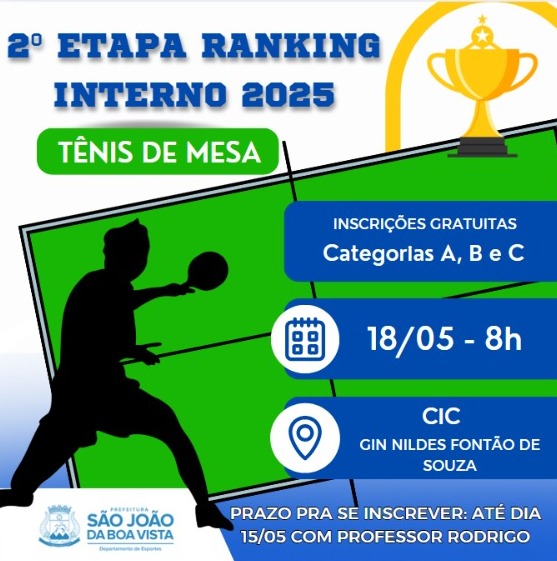 2º ETAPA RANKING
INTERNO 2025
TÊNIS DE MESA
INSCRIÇÕES GRATUITAS
Categorias A, B e C
18/05 - 8h
CIC
GIN NILDES FONTÃO DE
SOUZA
PREFEITURA
SÃO JOÃO
DA BOA VISTA
Departamento de Esportes
PRAZO PRA SE INSCREVER: ATÉ DIA
15/05 COM PROFESSOR RODRIGO